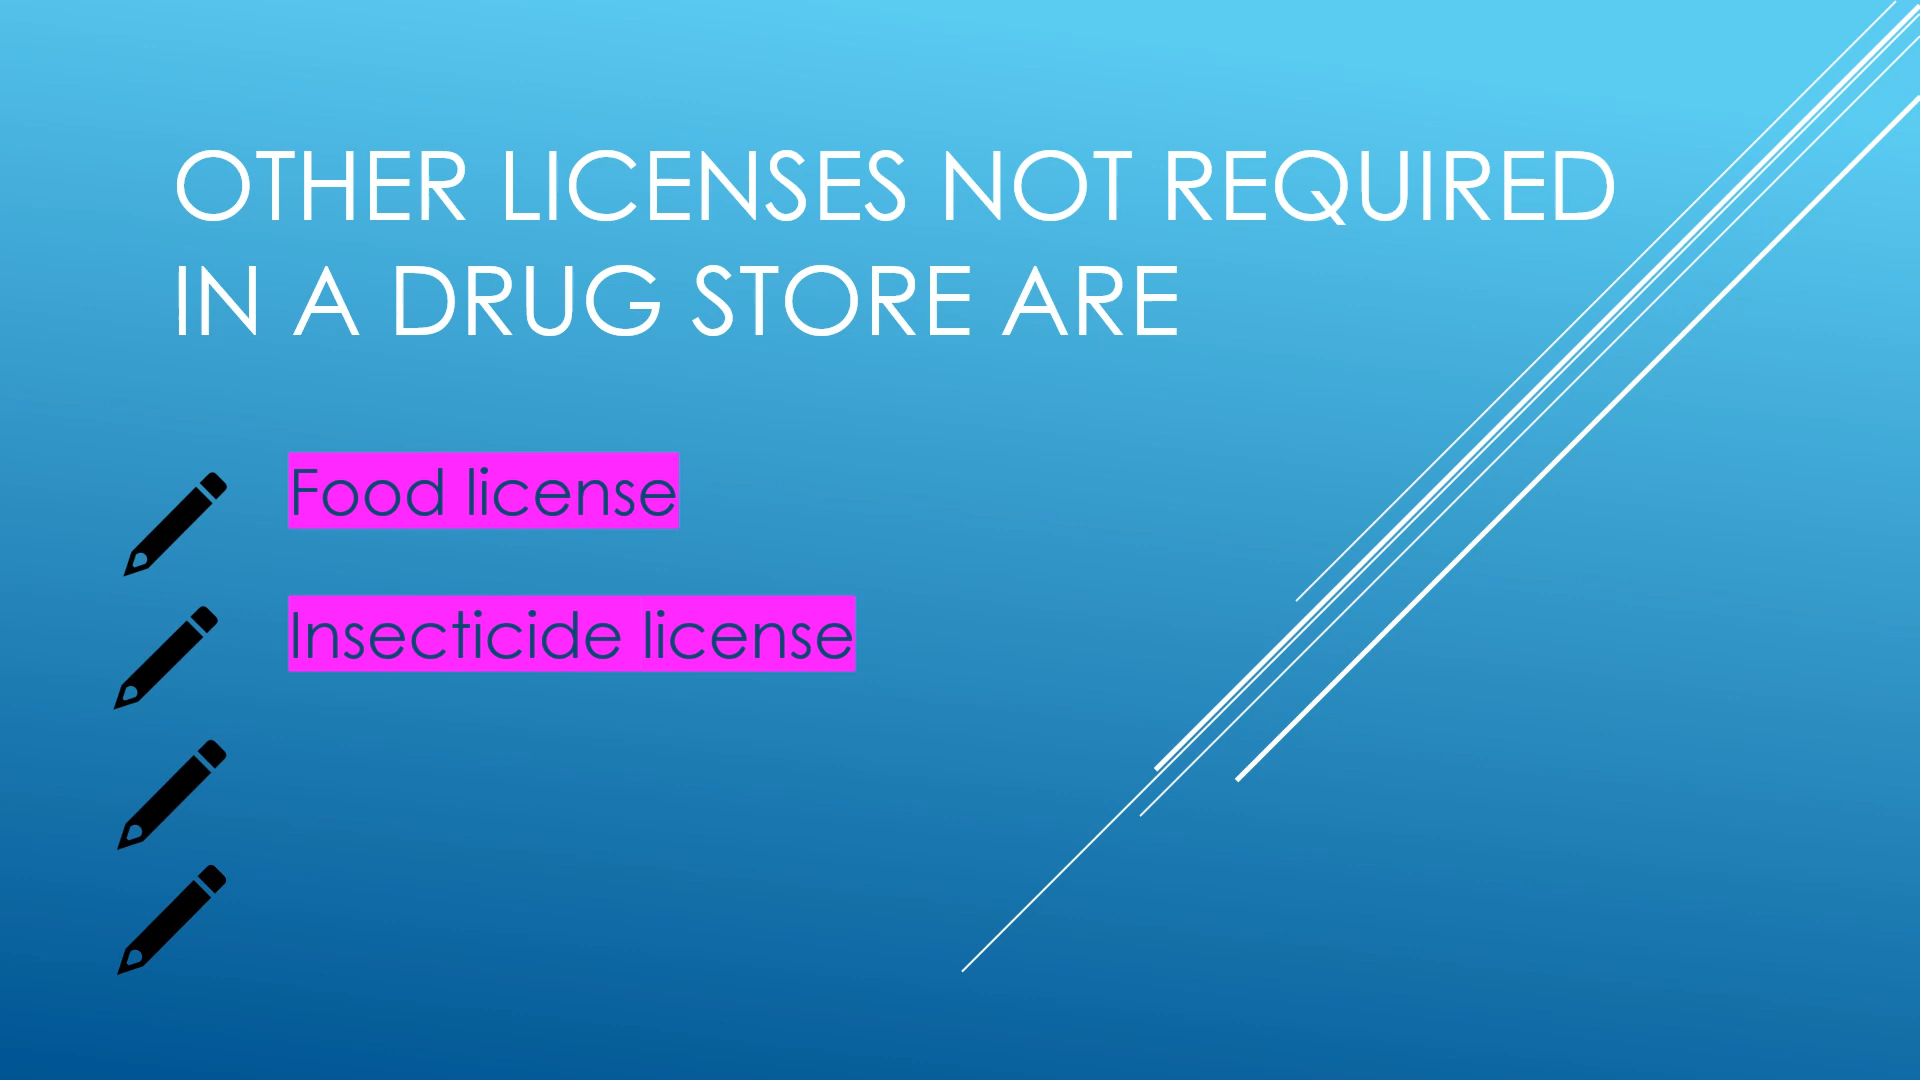 OTHER LICENSES NOT REQUIRED
IN A DRUG STORE ARE
Food license
Insecticide license